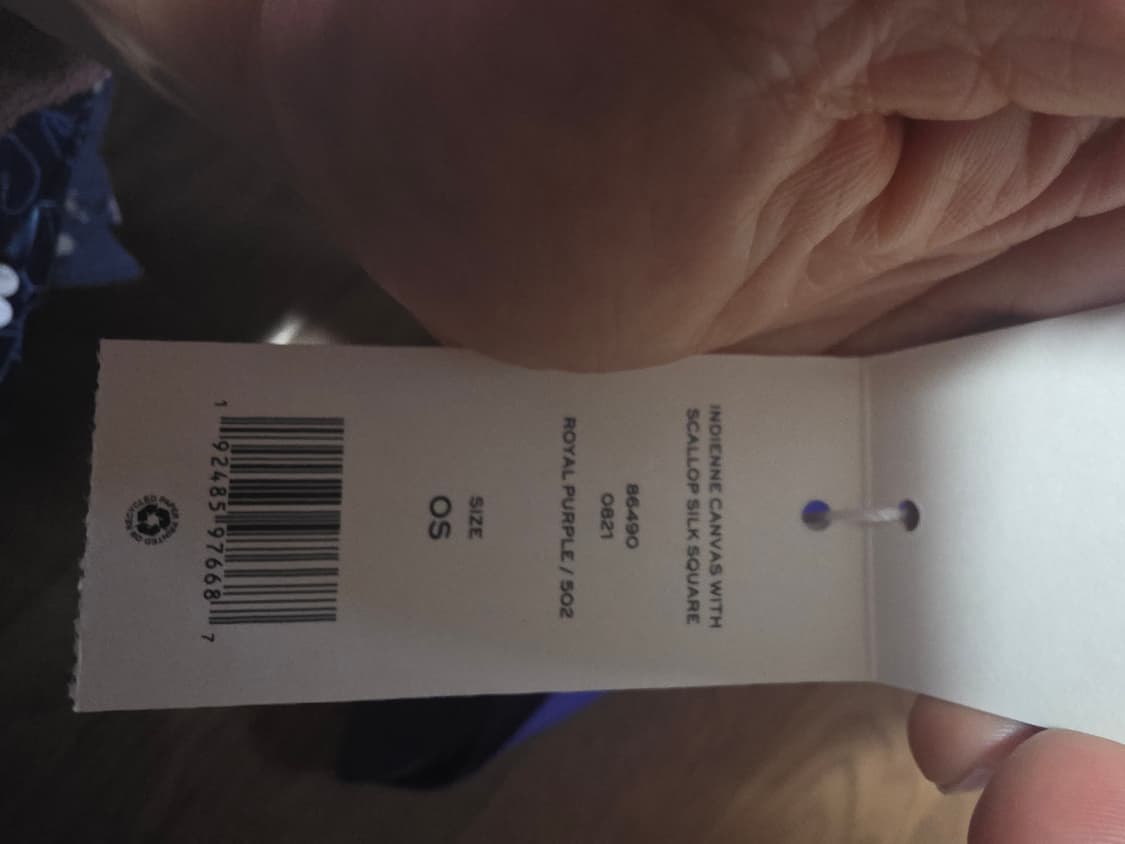 INDIENNE CANVAS WITH
SCALLOP SILK SQUARE
86490
0821
ROYAL PURPLE / 502
SIZE
OS
1 92485 97668 7